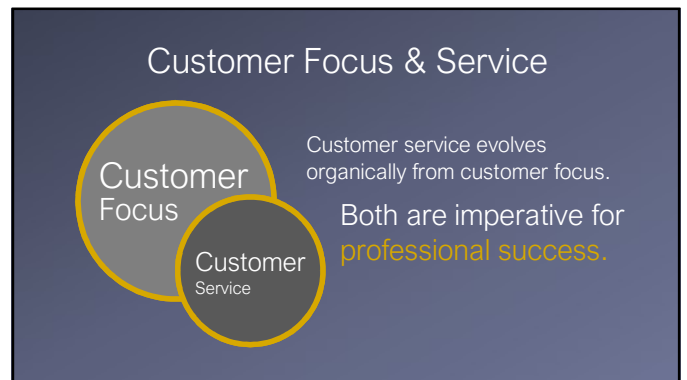 Customer Focus & Service
Customer
Focus
Customer
Service
Customer service evolves
organically from customer focus.
Both are imperative for
professional success.